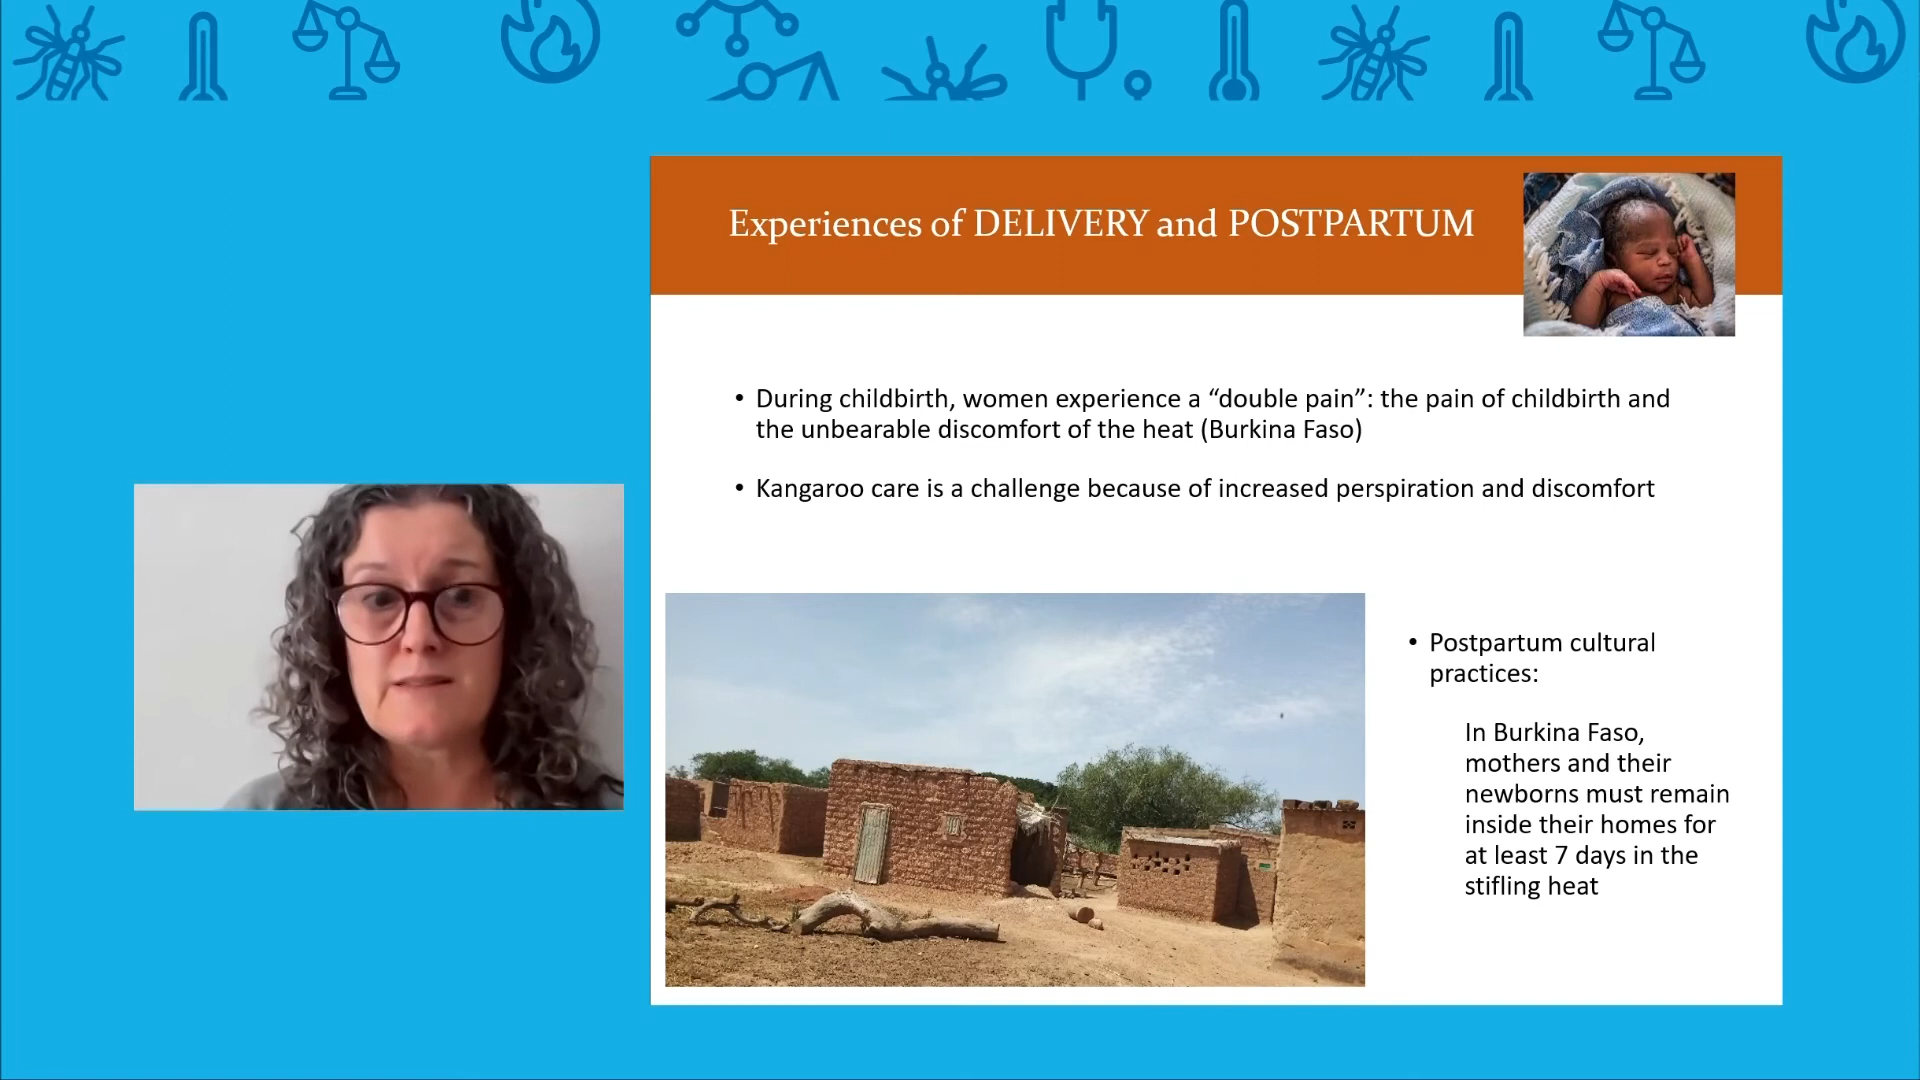 Experiences of DELIVERY and POSTPARTUM
• During childbirth, women experience a “double pain”: the pain of childbirth and
the unbearable discomfort of the heat (Burkina Faso)
• Kangaroo care is a challenge because of increased perspiration and discomfort
• Postpartum cultural
practices:
In Burkina Faso,
mothers and their
newborns must remain
inside their homes for
at least 7 days in the
stifling heat